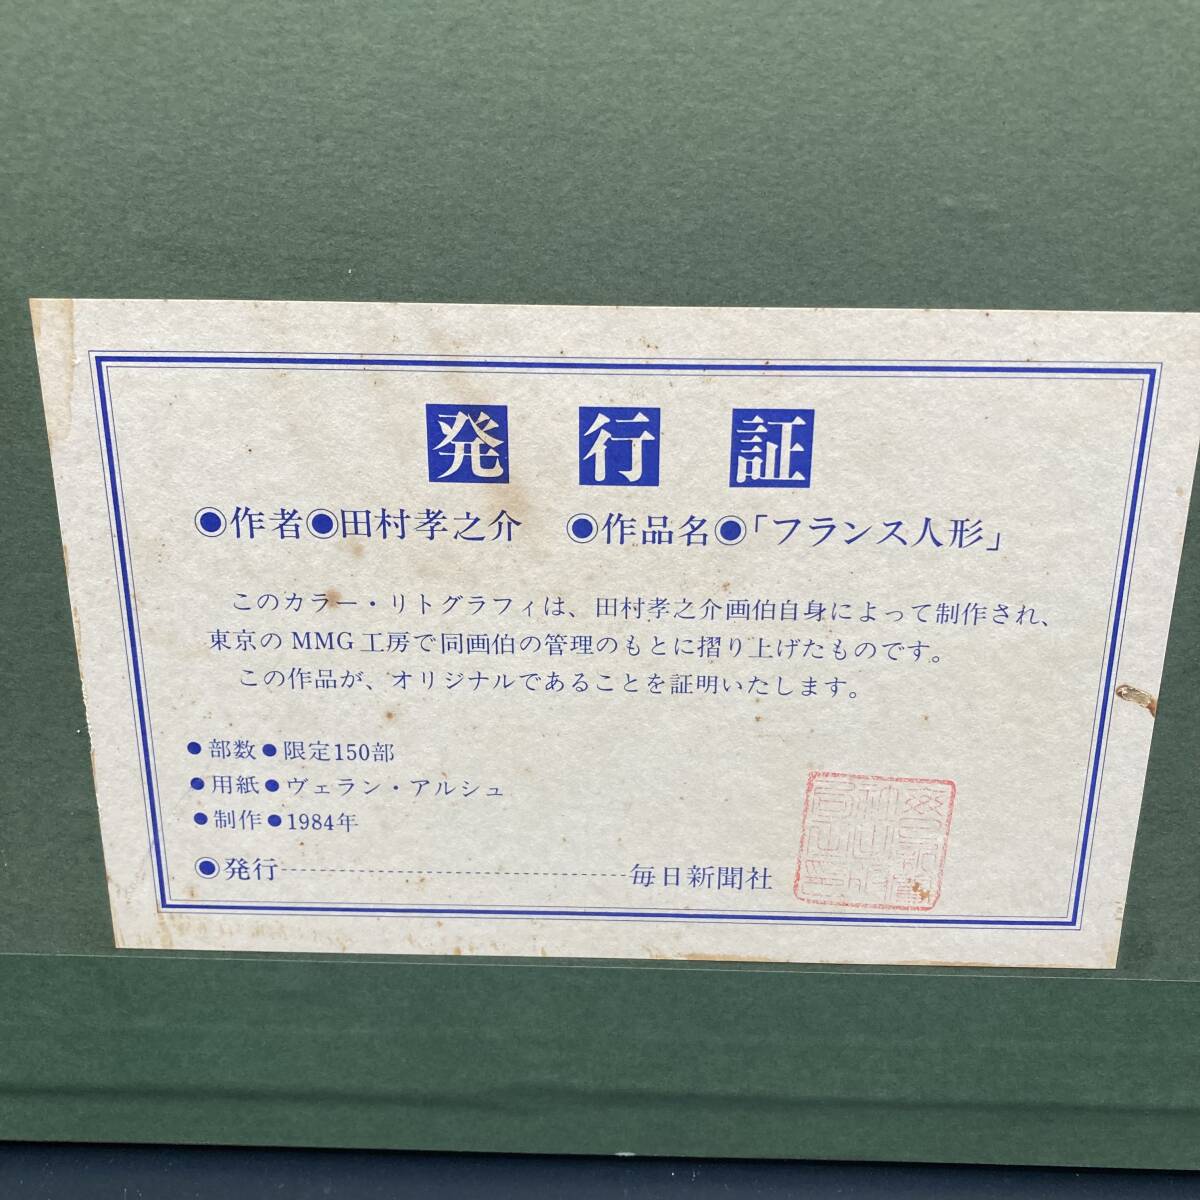 発行証
◉作者◉田村孝之介 ◉作品名◉「フランス人形」
このカラー・リトグラフィは、田村孝之介画伯自身によって制作され、
東京のMMG工房で同画伯の管理のもとに摺り上げたものです。
この作品が、オリジナルであることを証明いたします。
●部数●限定150部
●用紙●ヴェラン・アルシュ
●制作●1984年
◉発行--------------------------------毎日新聞社